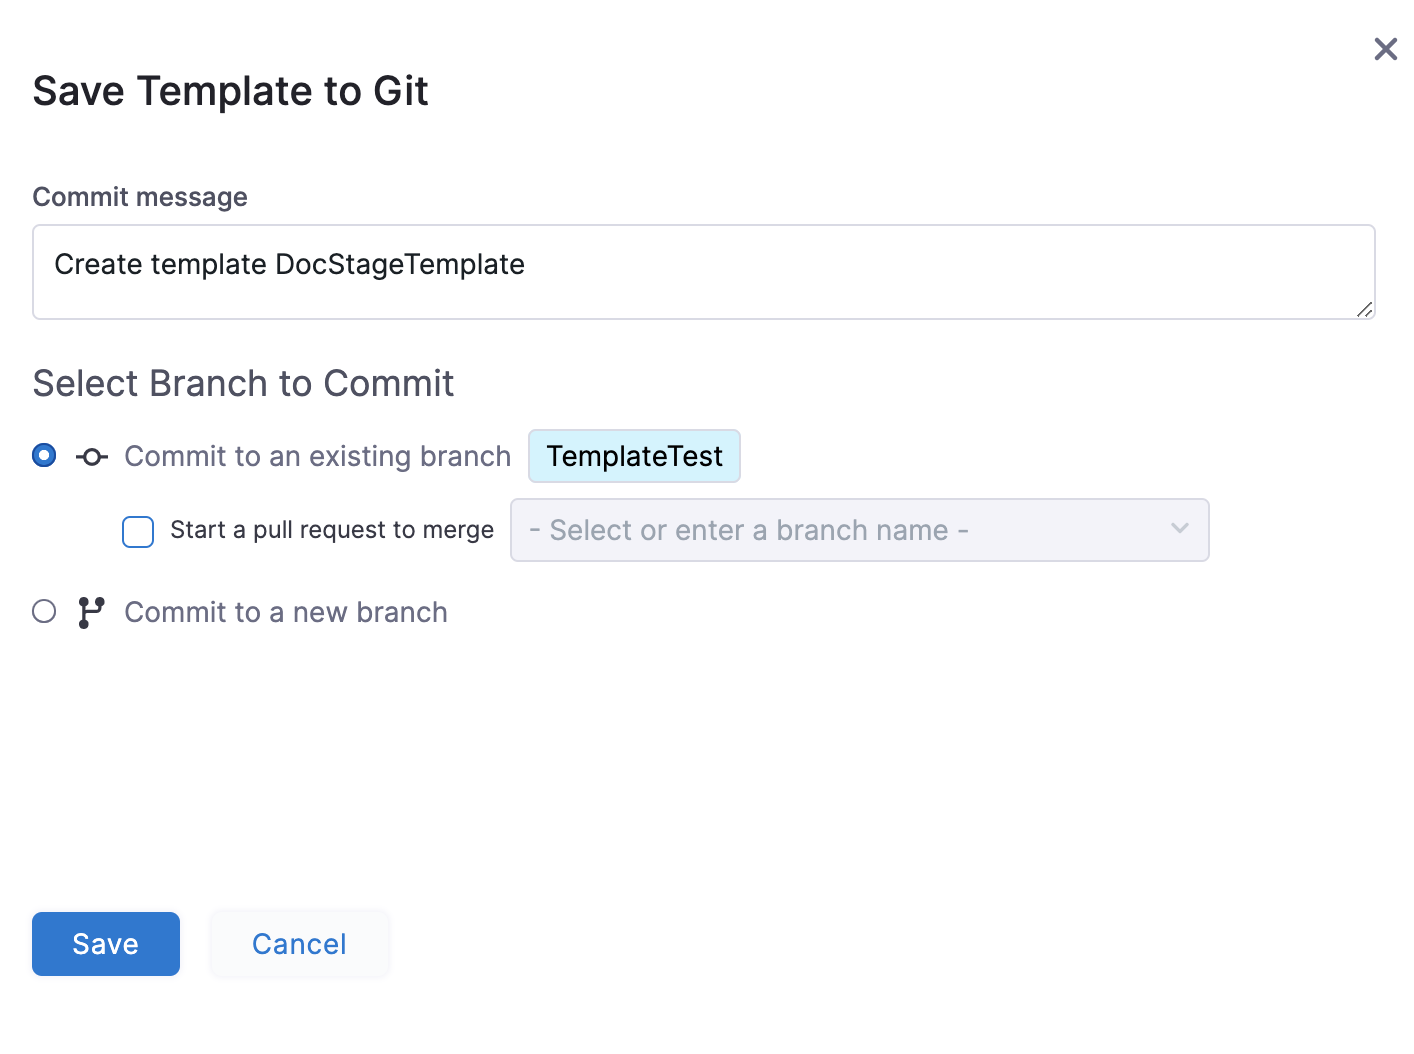 Save Template to Git
Commit message
Create template DocStageTemplate
Select Branch to Commit
Commit to an existing branch TemplateTest
Start a pull request to merge - Select or enter a branch name -
Commit to a new branch
Save Cancel